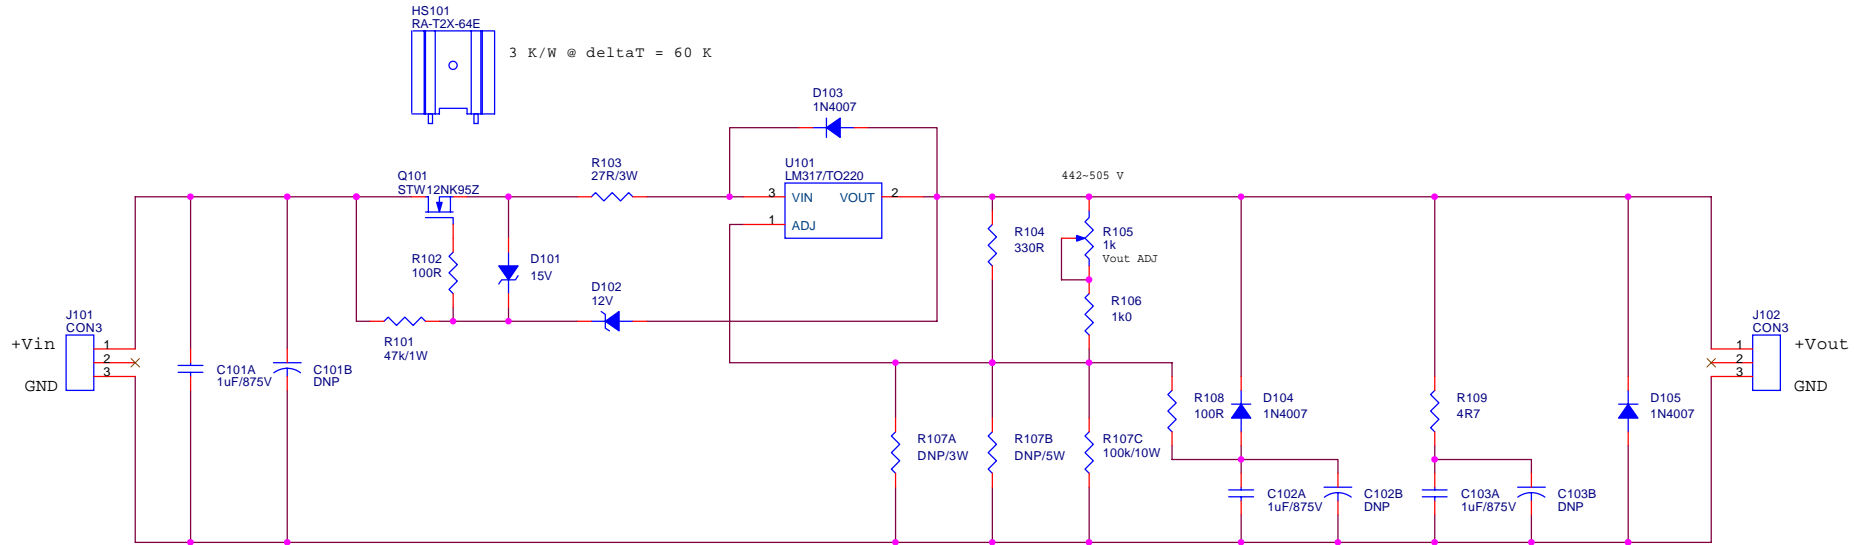 HS101
RA-T2X-64E
3 K/W @ deltaT = 60 K
D103
1N4007
Q101
STW12NK95Z
R103
27R/3W
U101
LM317/TO220
3
VIN
VOUT
2
1
ADJ
442~505 V
R102
100R
D101
15V
R104
330R
R105
1k
Vout ADJ
D102
12V
R106
1k0
R101
47k/1W
J101
CON3
+Vin
1
2
3
GND
C101A
1uF/875V
C101B
DNP
J102
CON3
1
+Vout
2
3
GND
R108
100R
D104
1N4007
R109
4R7
D105
1N4007
R107A
DNP/3W
R107B
DNP/5W
R107C
100k/10W
C102A
1uF/875V
C102B
DNP
C103A
1uF/875V
C103B
DNP